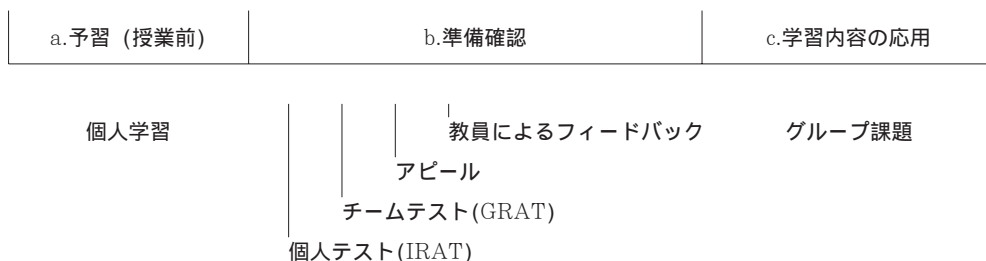 a.予習 (授業前) b.準備確認 c.学習内容の応用
個人学習 教員によるフィードバック グループ課題
アピール
チームテスト(GRAT)
個人テスト(IRAT)